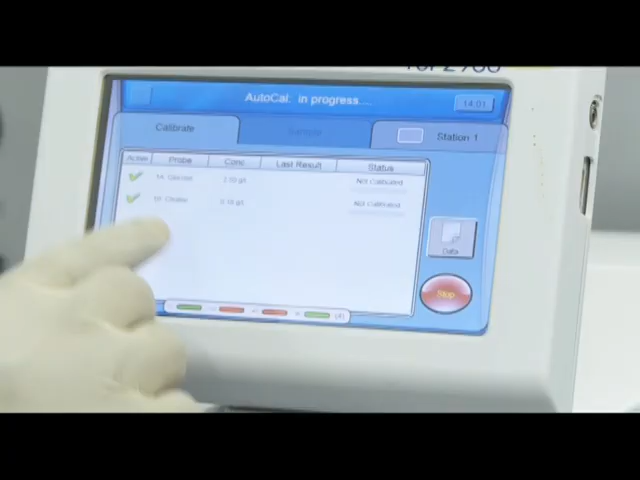 AutoCal: in progress....
14:01
Calibrate
Station 1
Active Probe Conc Last Result Status
Not Calibrated
Not Calibrated
Data
Stop